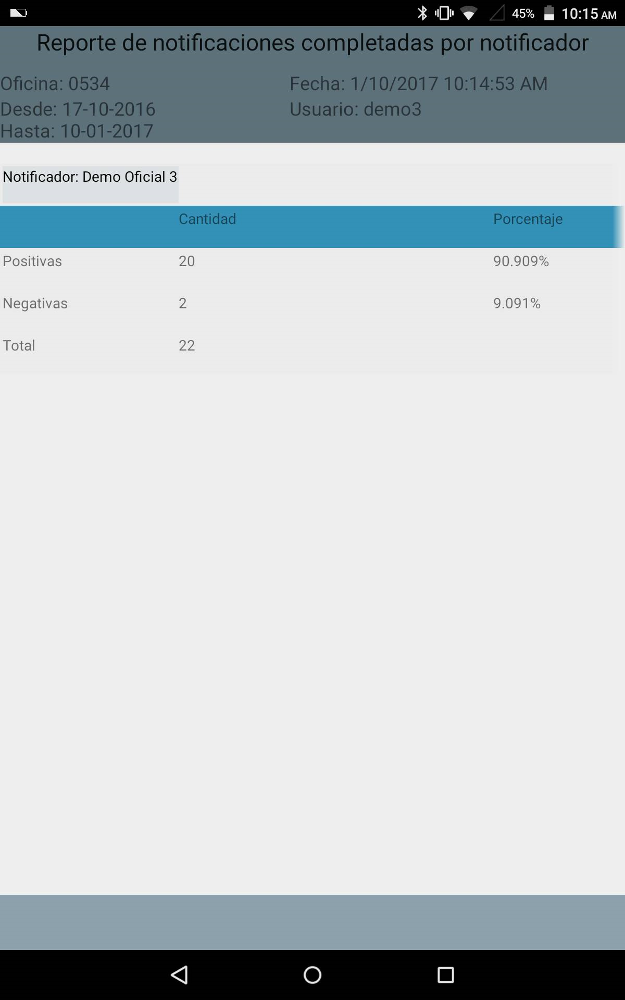 45% 10:15 AM
Reporte de notificaciones completadas por notificador
Oficina: 0534 Fecha: 1/10/2017 10:14:53 AM
Desde: 17-10-2016 Usuario: demo3
Hasta: 10-01-2017
Notificador: Demo Oficial 3
Cantidad Porcentaje
Positivas 20 90.909%
Negativas 2 9.091%
Total 22